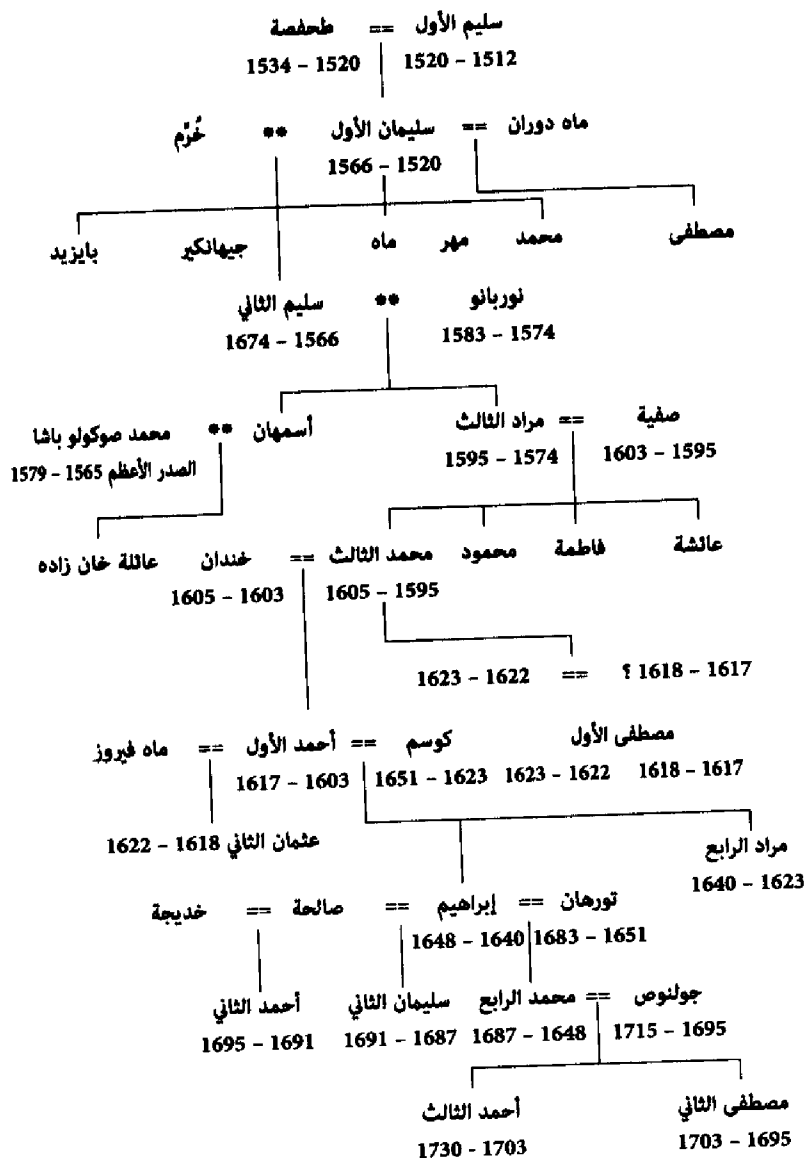 سليم الأول == طحفصة
1512 – 1520 1520 – 1534
ماه دوران == سليمان الأول ** خُرّم
1520 – 1566
مصطفى محمد مهر ماه جيهانكير بايزيد
نوربانو ** سليم الثاني
1574 – 1583 1566 – 1674
صفية == مراد الثالث أسمهان ** محمد صوكولو باشا
1595 – 1603 1574 – 1595 الصدر الأعظم 1565 – 1579
عائشة فاطمة محمود محمد الثالث == خندان عائلة خان زاده
1595 – 1605 1603 – 1605
1617 – 1618 ؟ == 1622 – 1623
مصطفى الأول كوسم == أحمد الأول == ماه فيروز
1617 – 1618 1622 – 1623 1623 – 1651 1603 – 1617
مراد الرابع عثمان الثاني 1618 – 1622
1623 – 1640
تورهان == إبراهيم == صالحة == خديجة
1651 – 1683 1640 – 1648
جولنوص == محمد الرابع سليمان الثاني أحمد الثاني
1695 – 1715 1648 – 1687 1687 – 1691 1691 – 1695
مصطفى الثاني أحمد الثالث
1695 – 1703 1703 - 1730